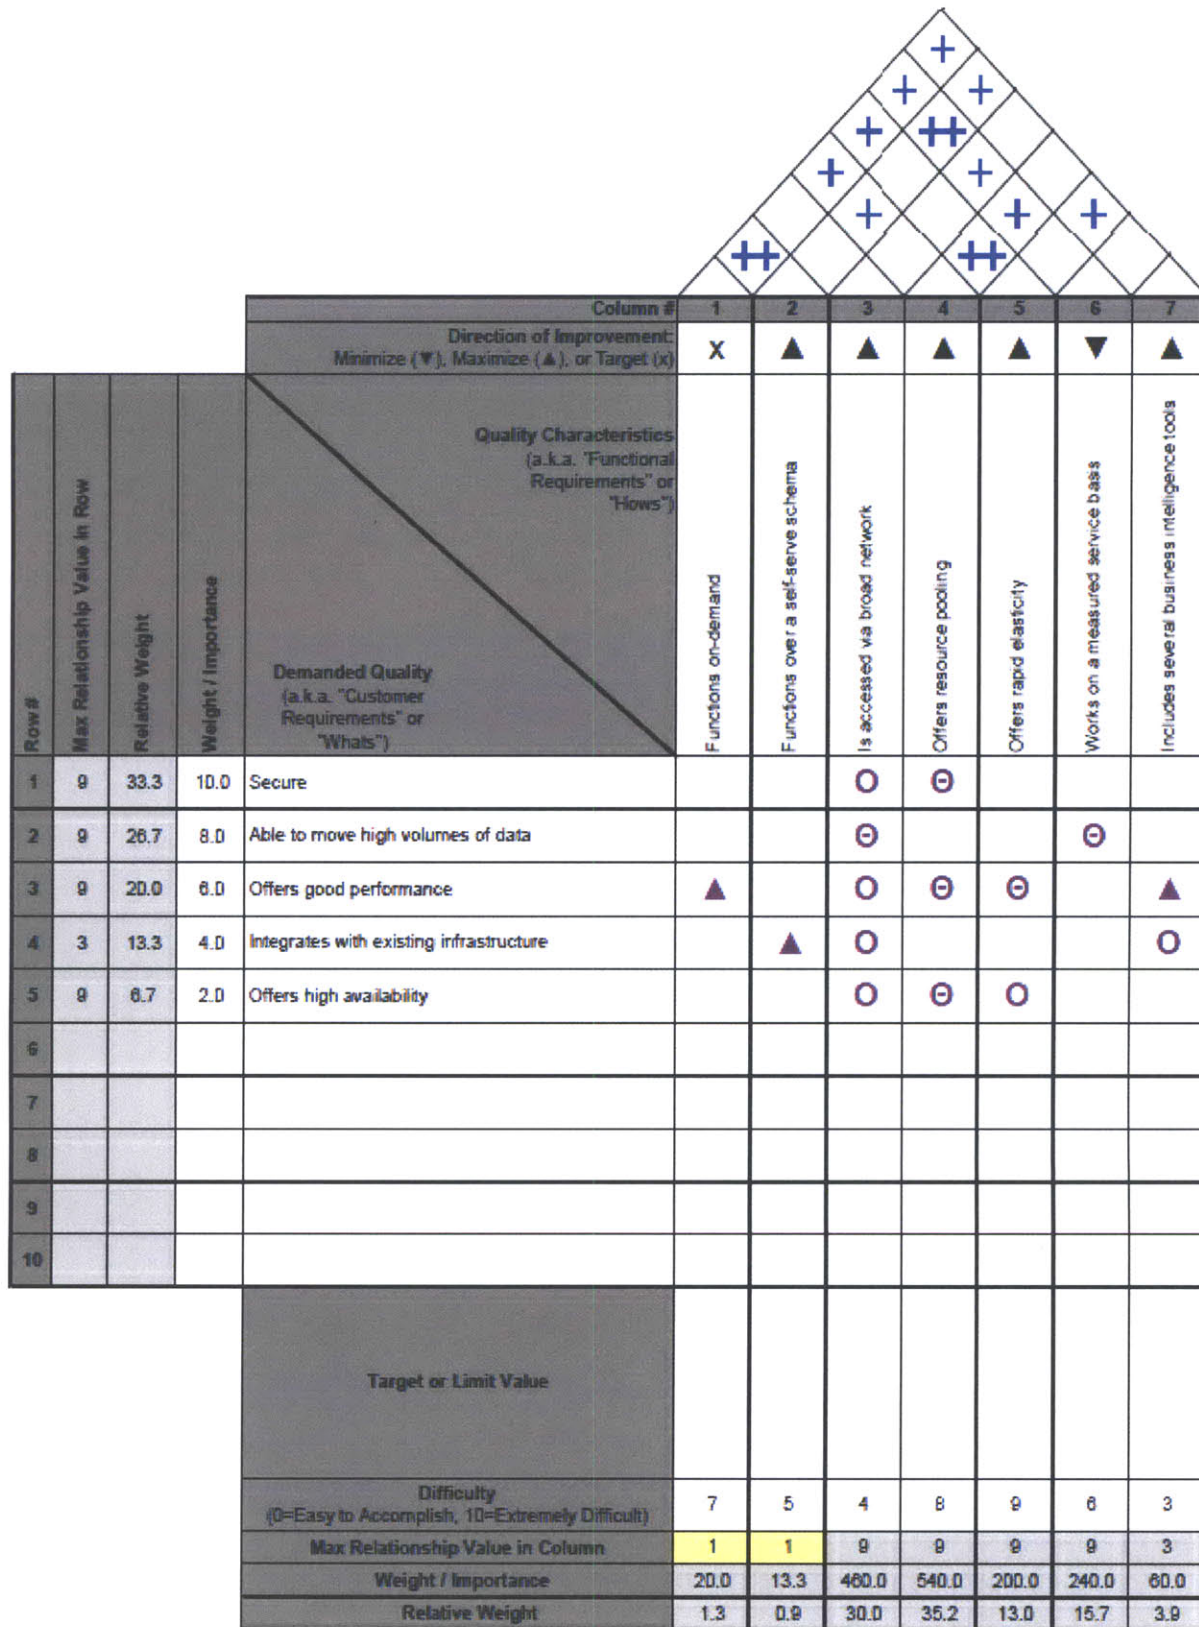 +
+ +
+ ++
+ +
+ + +
++ ++
Column # 1 2 3 4 5 6 7
Direction of Improvement:
Minimize (▼), Maximize (▲), or Target (x) x ▲ ▲ ▲ ▲ ▼ ▲
Row #
Max Relationship Value in Row
Relative Weight
Weight / Importance
Quality Characteristics
(a.k.a. "Functional
Requirements" or
"Hows")
Demanded Quality
(a.k.a. "Customer
Requirements" or
"Whats")
Functions on-demand
Functions over a self-serve schema
Is accessed via broad network
Offers resource pooling
Offers rapid elasticity
Works on a measured service basis
Includes several business intelligence tools
1 9 33.3 10.0 Secure Ο Θ
2 9 26.7 8.0 Able to move high volumes of data Θ Θ
3 9 20.0 6.0 Offers good performance ▲ Ο Θ Θ ▲
4 3 13.3 4.0 Integrates with existing infrastructure ▲ Ο Ο
5 9 6.7 2.0 Offers high availability Ο Θ Ο
6
7
8
9
10
Target or Limit Value
Difficulty
(0=Easy to Accomplish, 10=Extremely Difficult) 7 5 4 8 9 6 3
Max Relationship Value in Column 1 1 9 9 9 9 3
Weight / Importance 20.0 13.3 460.0 540.0 200.0 240.0 60.0
Relative Weight 1.3 0.9 30.0 35.2 13.0 15.7 3.9